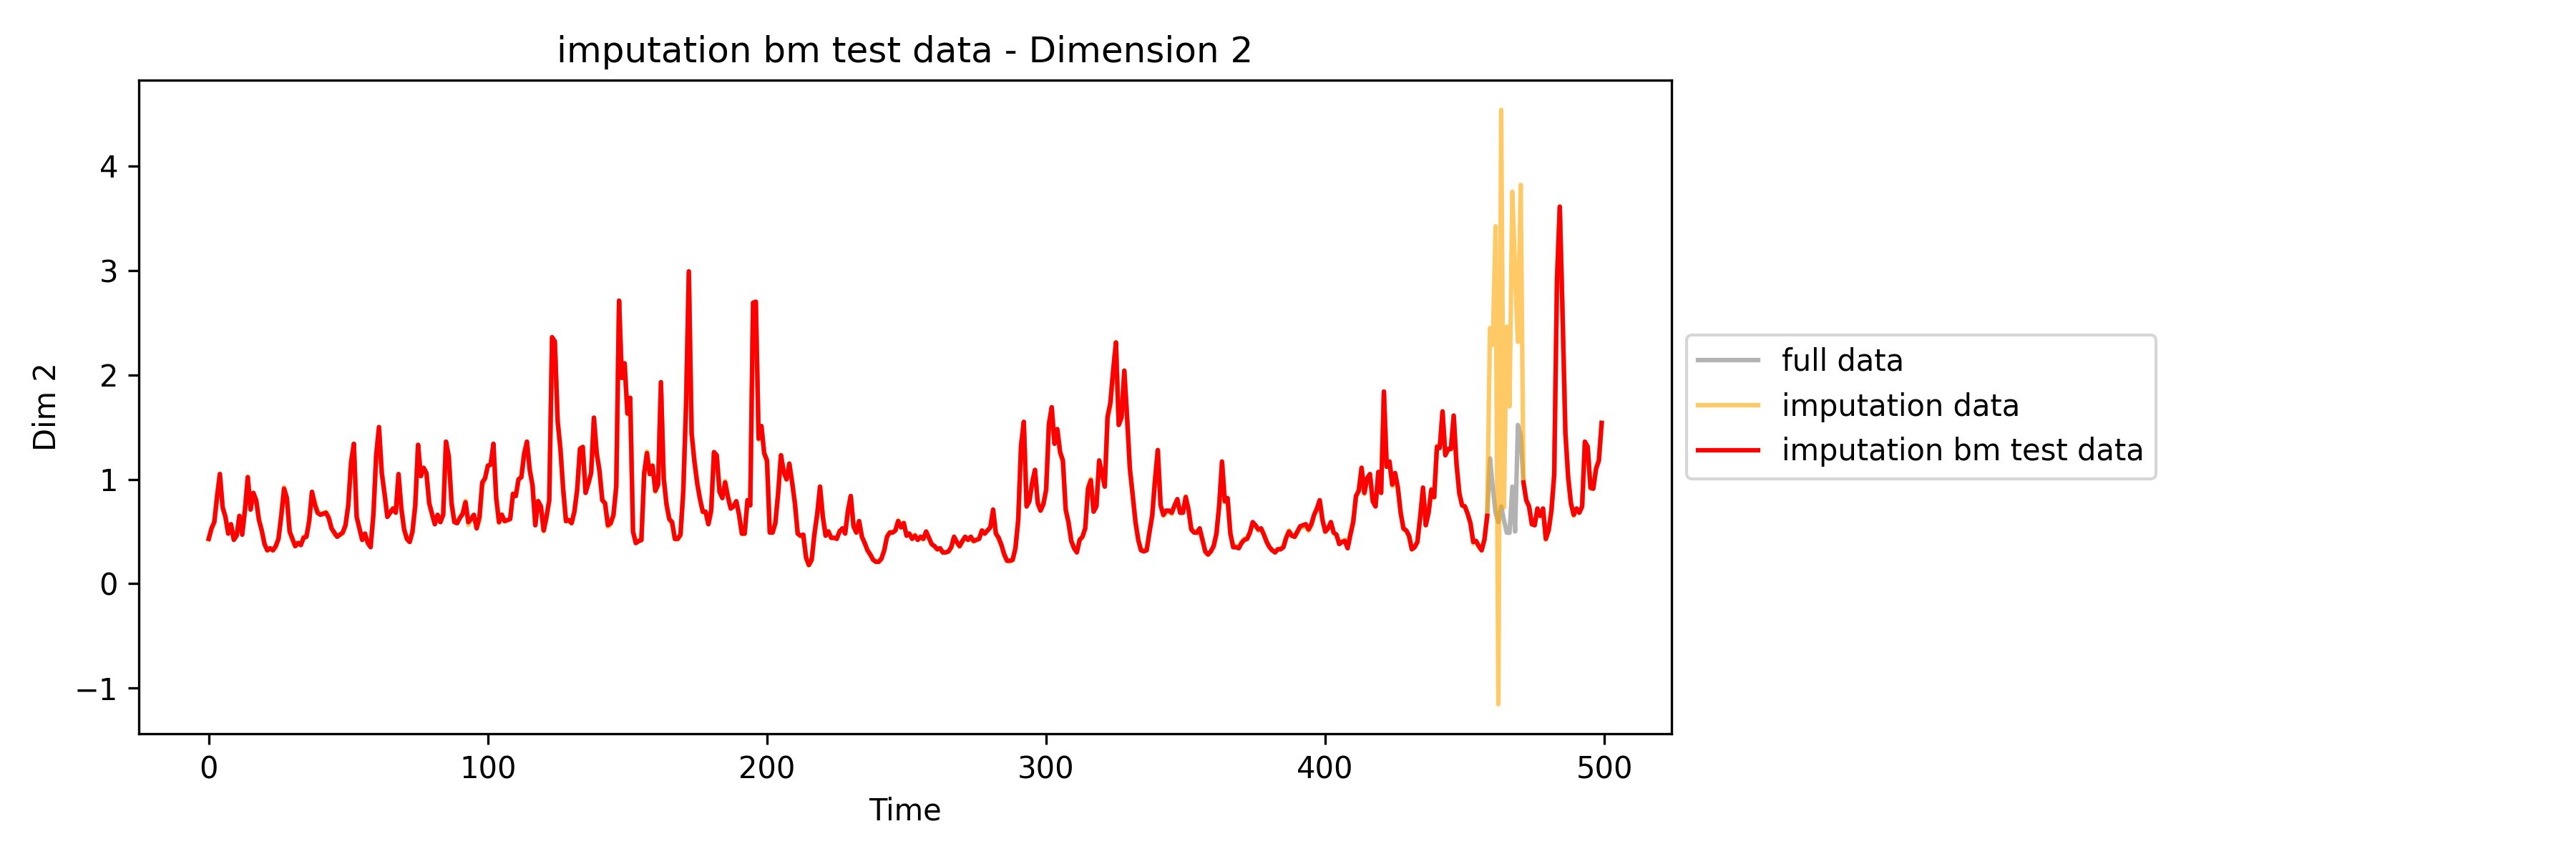 imputation bm test data - Dimension 2
4
3
2
1
0
−1
Dim 2
0 100 200 300 400 500
Time
full data
imputation data
imputation bm test data